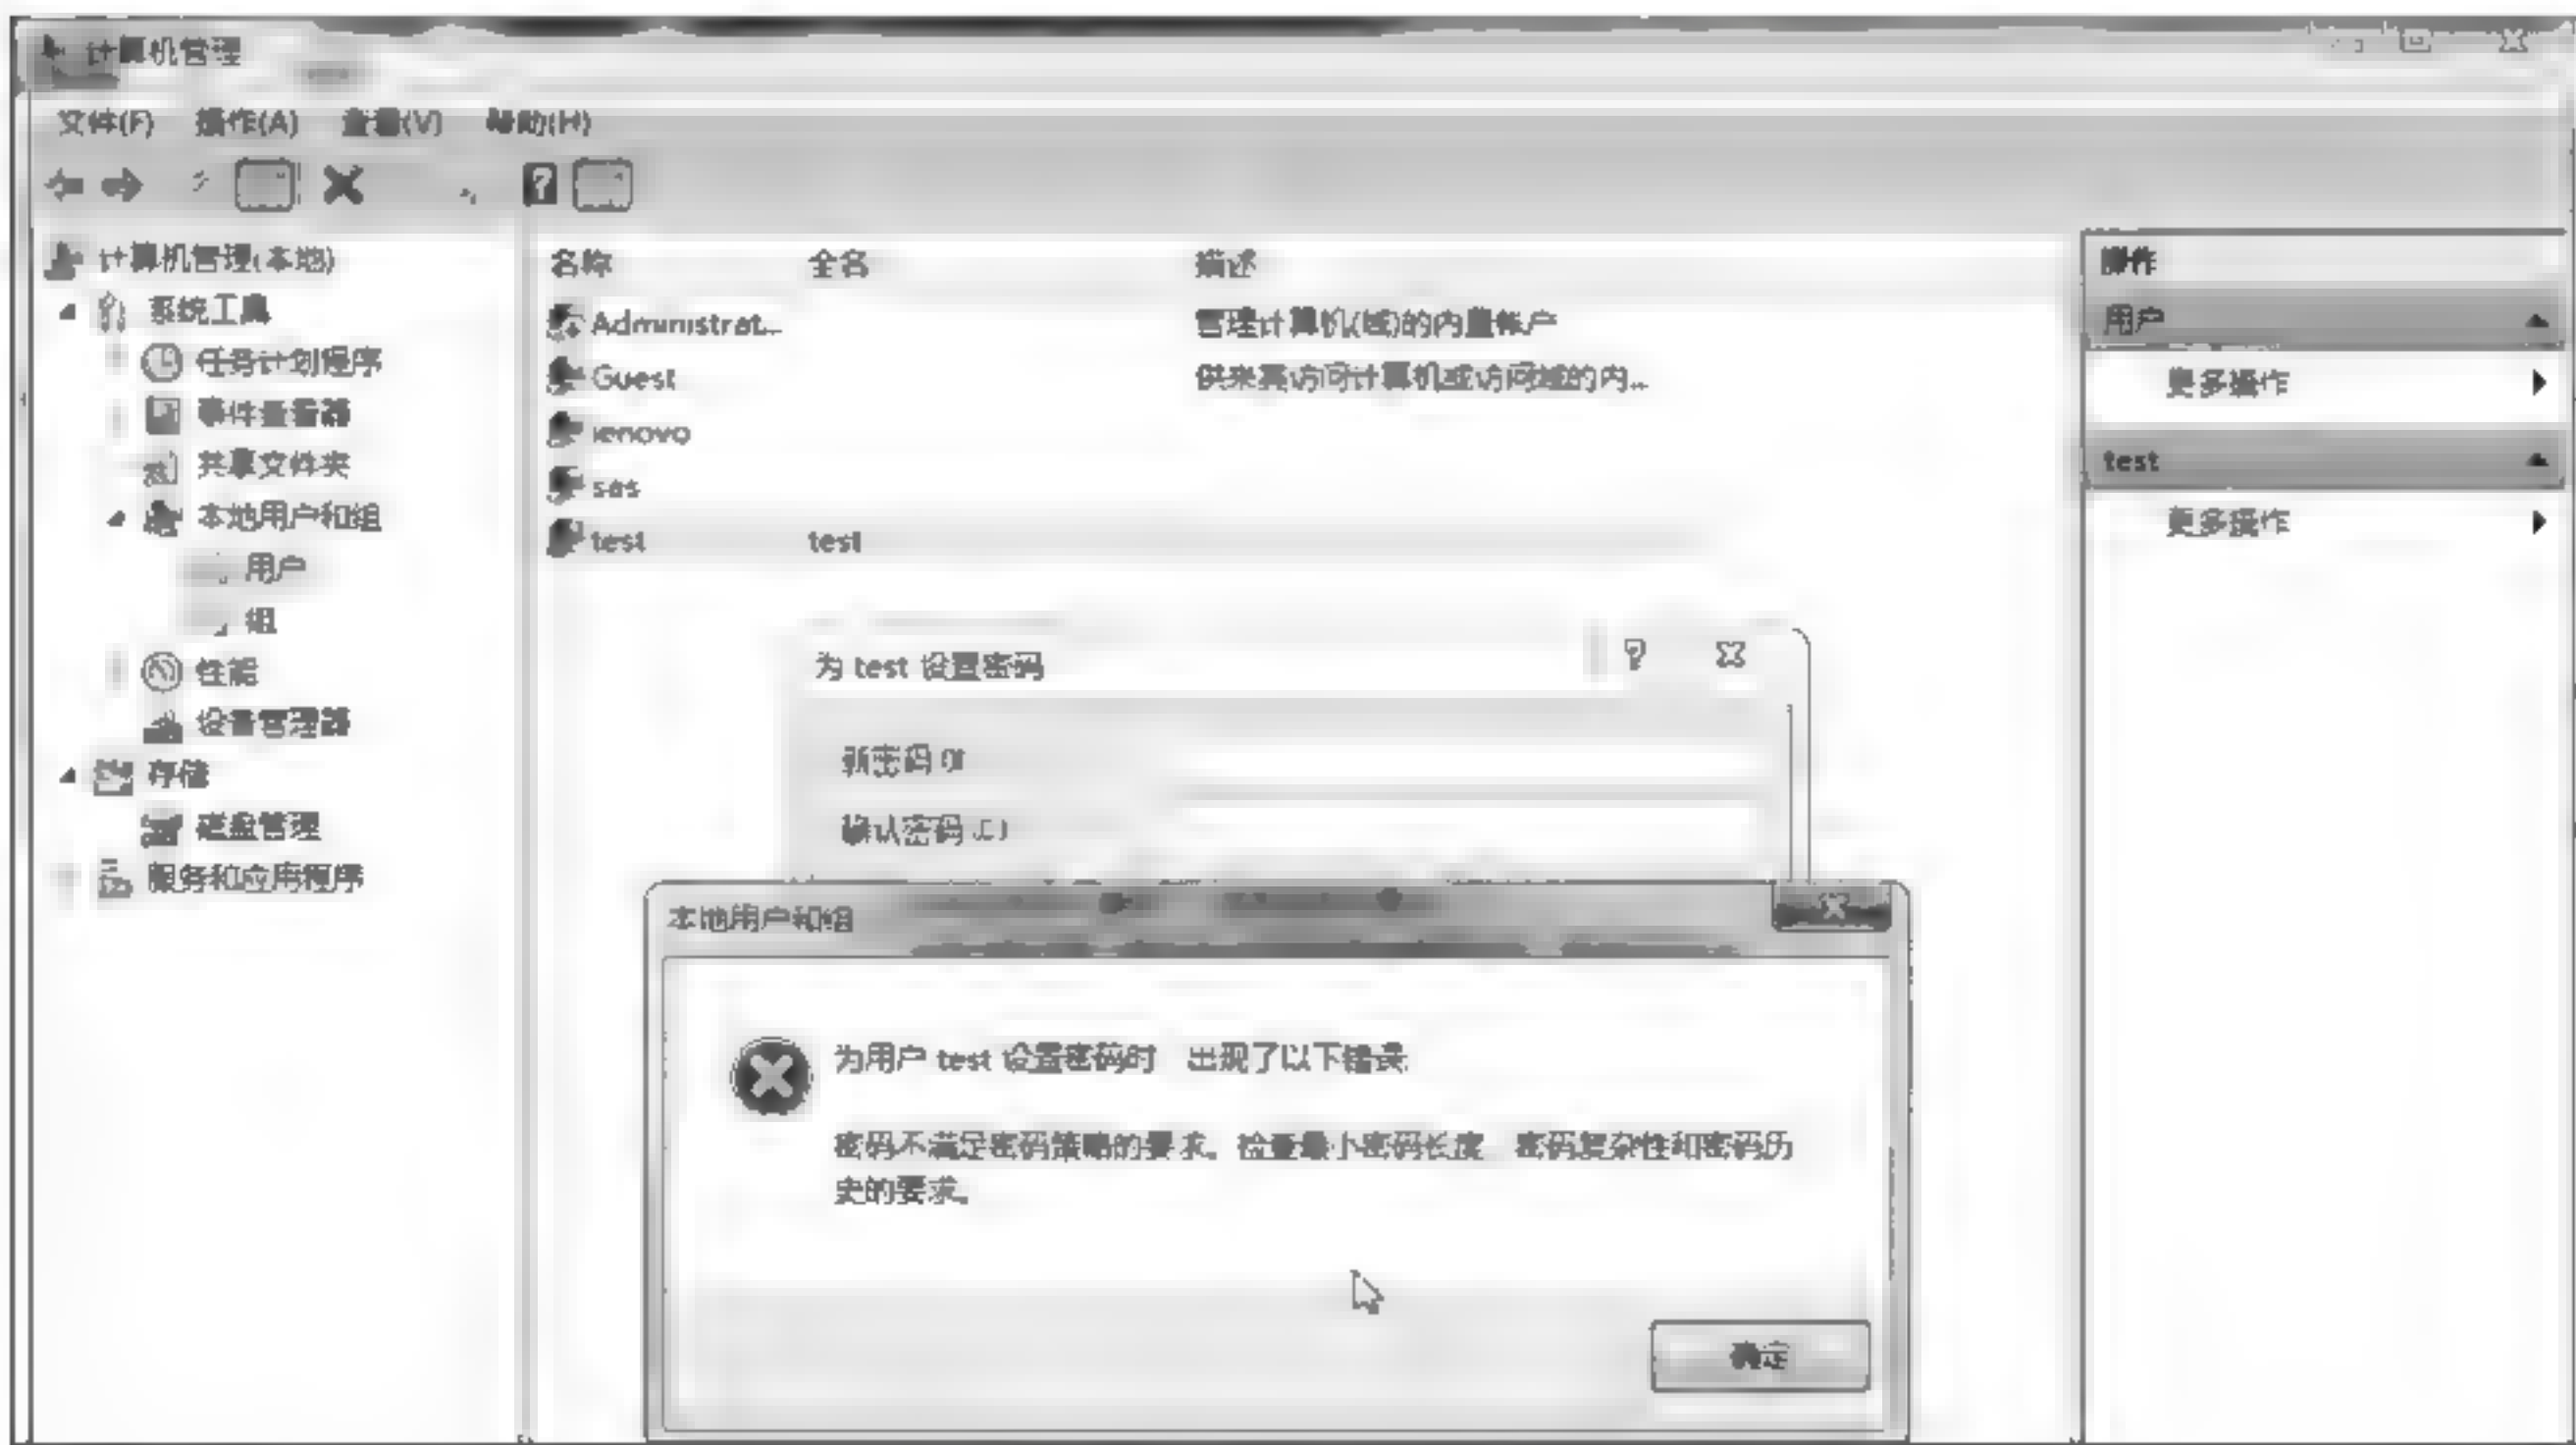 计算机管理
文件(F) 操作(A) 查看(V) 帮助(H)
计算机管理(本地)
系统工具
任务计划程序
事件查看器
共享文件夹
本地用户和组
用户
组
性能
设备管理器
存储
磁盘管理
服务和应用程序
名称 全名 描述
Administrat... 管理计算机(域)的内置帐户
Guest 供来宾访问计算机或访问域的内...
lenovo
sas
test test
操作
用户
更多操作
test
更多操作
为 test 设置密码
新密码
确认密码
本地用户和组
为用户 test 设置密码时 出现了以下错误
密码不满足密码策略的要求。检查最小密码长度 密码复杂性和密码历
史的要求。
确定